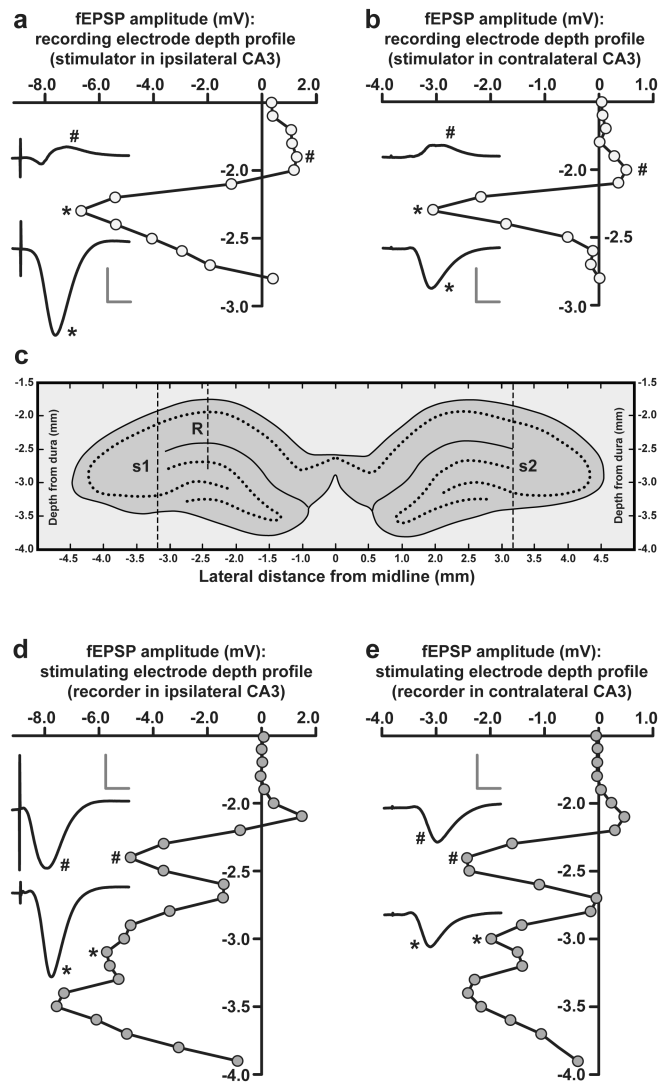 a
fEPSP amplitude (mV):
recording electrode depth profile
(stimulator in ipsilateral CA3)
-8.0 -6.0 -4.0 -2.0 0 2.0
#
#
-2.0
*
-2.5
*
-3.0
b
fEPSP amplitude (mV):
recording electrode depth profile
(stimulator in contralateral CA3)
-4.0 -3.0 -2.0 -1.0 0 1.0
#
-2.0 #
*
-2.5
*
-3.0
c
-1.5 -1.5
-2.0 -2.0
R
-2.5 -2.5
s1 s2
-3.0 -3.0
-3.5 -3.5
-4.0 -4.0
Depth from dura (mm)
Depth from dura (mm)
-4.5 -4.0 -3.5 -3.0 -2.5 -2.0 -1.5 -1.0 -0.5 0 0.5 1.0 1.5 2.0 2.5 3.0 3.5 4.0 4.5
Lateral distance from midline (mm)
d
fEPSP amplitude (mV):
stimulating electrode depth profile
(recorder in ipsilateral CA3)
-8.0 -6.0 -4.0 -2.0 0 2.0
-2.0
# #
-2.5
*
-3.0
*
-3.5
-4.0
e
fEPSP amplitude (mV):
stimulating electrode depth profile
(recorder in contralateral CA3)
-4.0 -3.0 -2.0 -1.0 0 1.0
-2.0
# #
-2.5
* *
-3.0
-3.5
-4.0